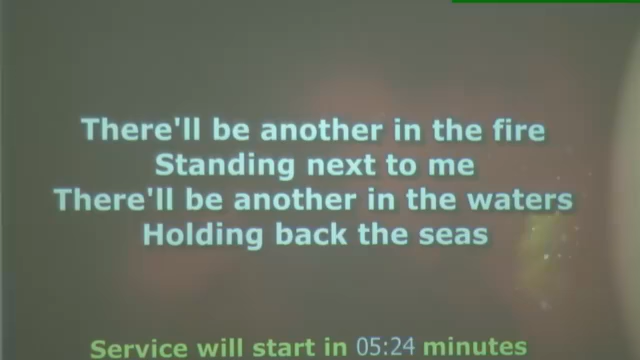 There'll be another in the fire
Standing next to me
There'll be another in the waters
Holding back the seas
Service will start in 05:24 minutes